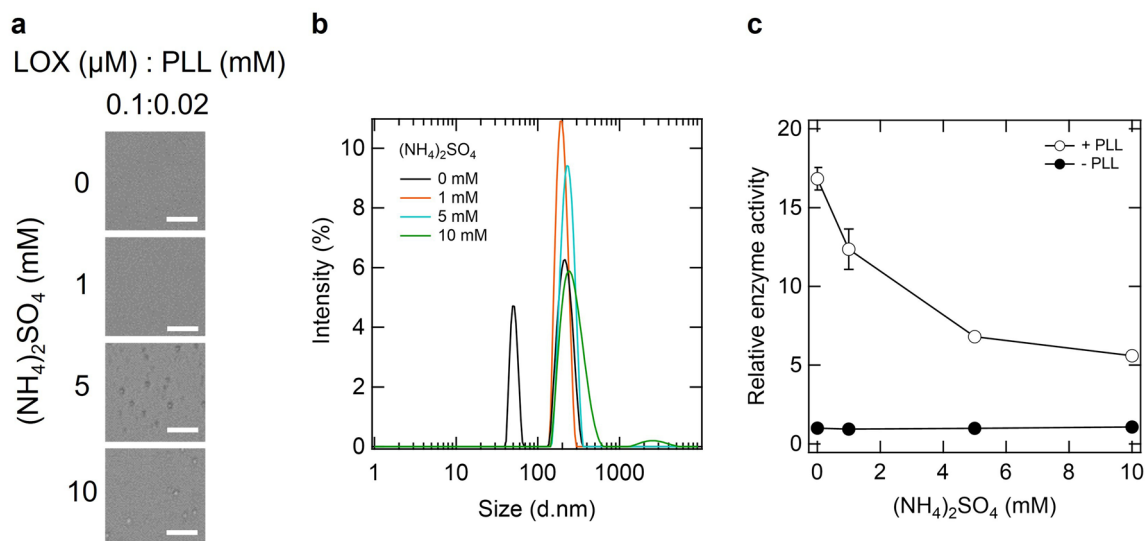 a
LOX (μM) : PLL (mM)
0.1:0.02
(NH4)2SO4 (mM)
0
1
5
10
b
Intensity (%)
10
8
6
4
2
0
(NH4)2SO4
0 mM
1 mM
5 mM
10 mM
1 10 100 1000
Size (d.nm)
c
Relative enzyme activity
20
15
10
5
0
+ PLL
- PLL
0 2 4 6 8 10
(NH4)2SO4 (mM)